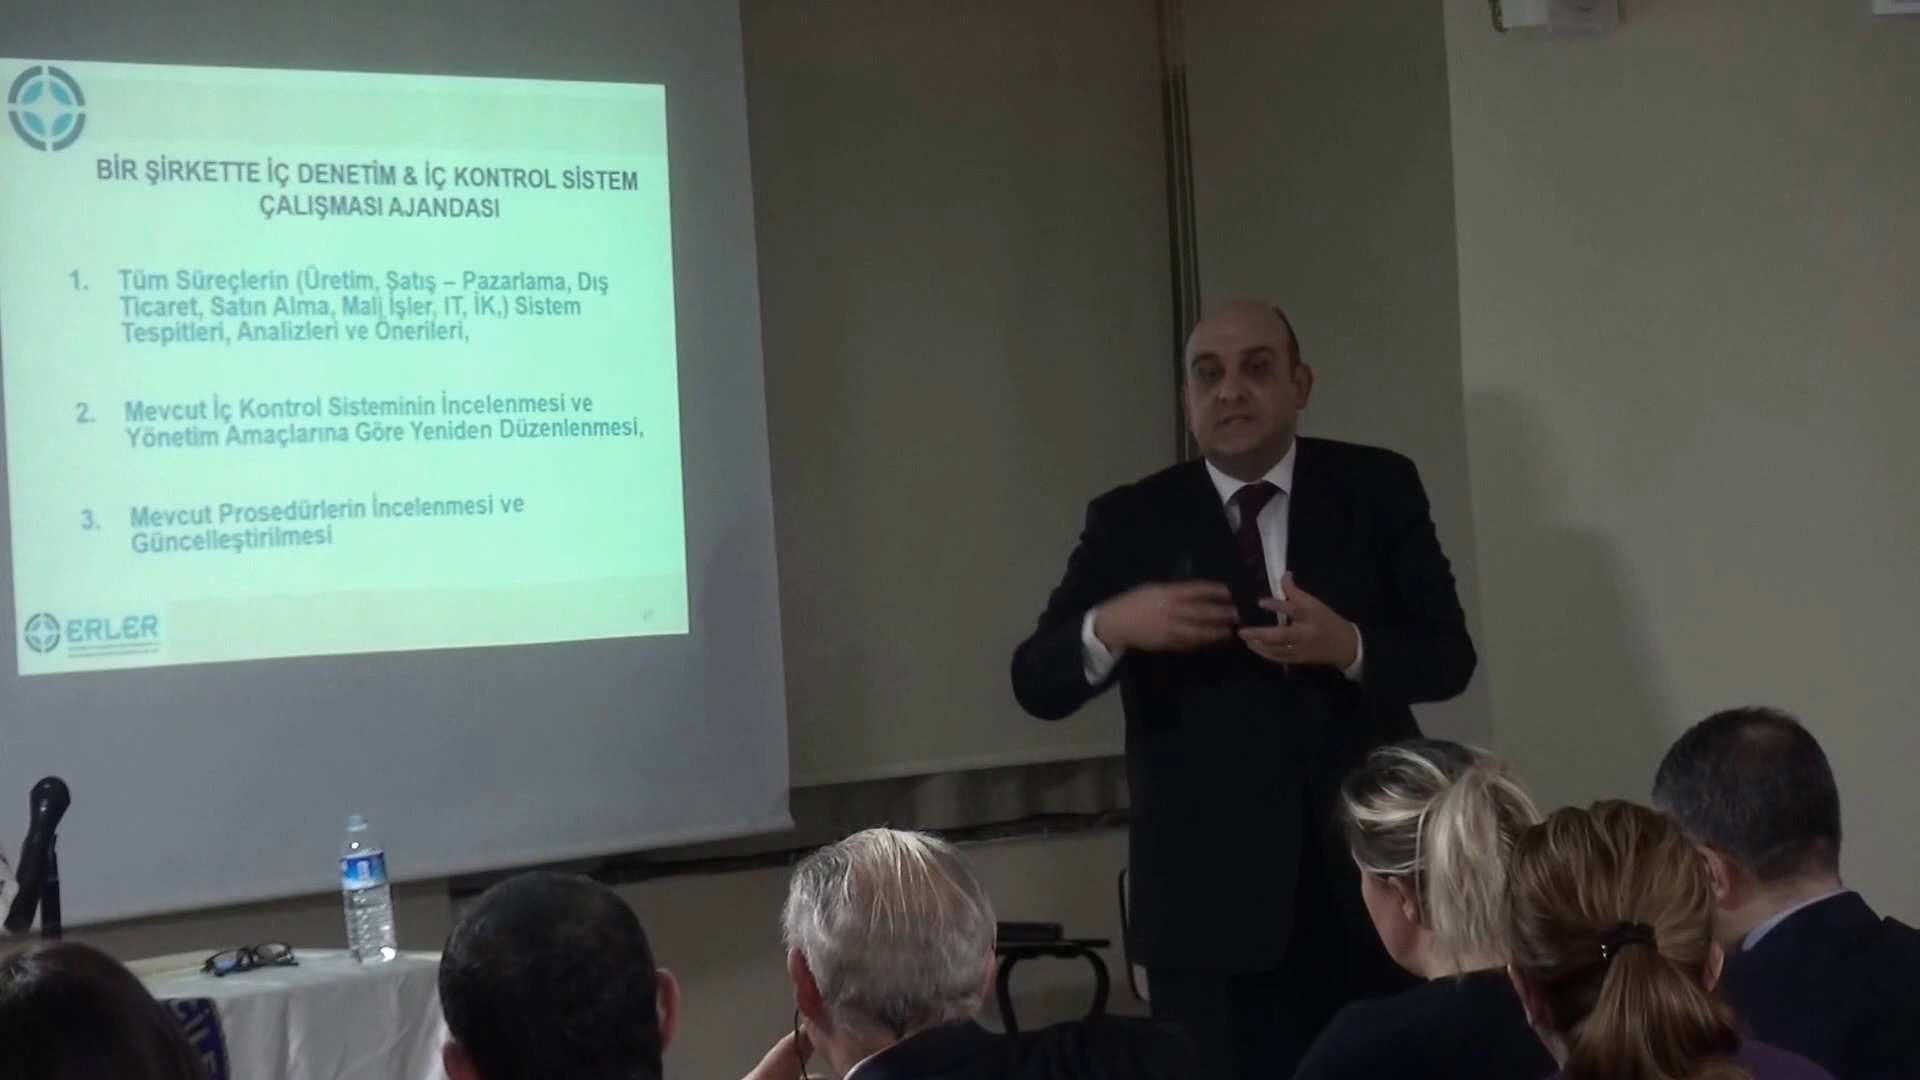 BİR ŞİRKETTE İÇ DENETİM & İÇ KONTROL SİSTEM
ÇALIŞMASI AJANDASI
1. Tüm Süreçlerin (Üretim, Satış – Pazarlama, Dış
Ticaret, Satın Alma, Mali İşler, IT, İK,) Sistem
Tespitleri, Analizleri ve Önerileri,
2. Mevcut İç Kontrol Sisteminin İncelenmesi ve
Yönetim Amaçlarına Göre Yeniden Düzenlenmesi,
3. Mevcut Prosedürlerin İncelenmesi ve
Güncelleştirilmesi
ERLER